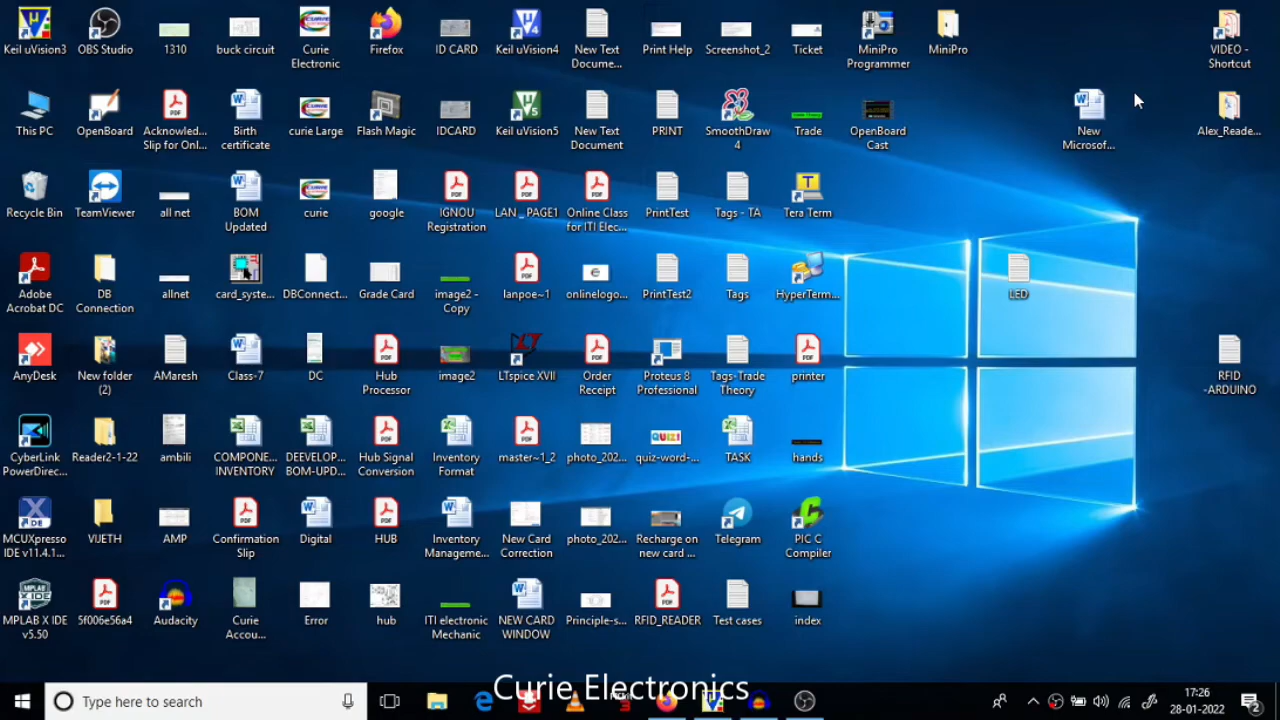 Keil uVision3
OBS Studio
1310
buck circuit
Curie
Electronic
Firefox
ID CARD
Keil uVision4
New Text
Docume...
Print Help
Screenshot_2
Ticket
MiniPro
Programmer
MiniPro
VIDEO -
Shortcut
This PC
OpenBoard
Acknowled...
Slip for Onl...
Birth
certificate
curie Large
Flash Magic
IDCARD
Keil uVision5
New Text
Document
PRINT
SmoothDraw
4
Trade
OpenBoard
Cast
New
Microsof...
Alex_Reade...
Recycle Bin
TeamViewer
all net
BOM
Updated
curie
google
IGNOU
Registration
LAN_PAGE1
Online Class
for ITI Elec...
PrintTest
Tags - TA
Tera Term
Adobe
Acrobat DC
DB
Connection
allnet
card_syste...
DBConnect...
Grade Card
image2 -
Copy
lanpoe~1
onlinelogo...
PrintTest2
Tags
HyperTerm...
LED
AnyDesk
New folder
(2)
AMaresh
Class-7
DC
Hub
Processor
image2
LTspice XVII
Order
Receipt
Proteus 8
Professional
Tags-Trade
Theory
printer
RFID
-ARDUINO
CyberLink
PowerDirec...
Reader2-1-22
ambili
COMPONE...
INVENTORY
DEEVELOP...
BOM-UPD...
Hub Signal
Conversion
Inventory
Format
master~1_2
photo_202...
quiz-word-...
TASK
hands
MCUXpresso
IDE v11.4.1...
VIJETH
AMP
Confirmation
Slip
Digital
HUB
Inventory
Manageme...
New Card
Correction
photo_202...
Recharge on
new card ...
Telegram
PIC C
Compiler
MPLAB X IDE
v5.50
5f006e56a4
Audacity
Curie
Accou...
Error
hub
ITI electronic
Mechanic
NEW CARD
WINDOW
Principle-s...
RFID_READER
Test cases
index
Curie Electronics
Type here to search
17:26
28-01-2022
2